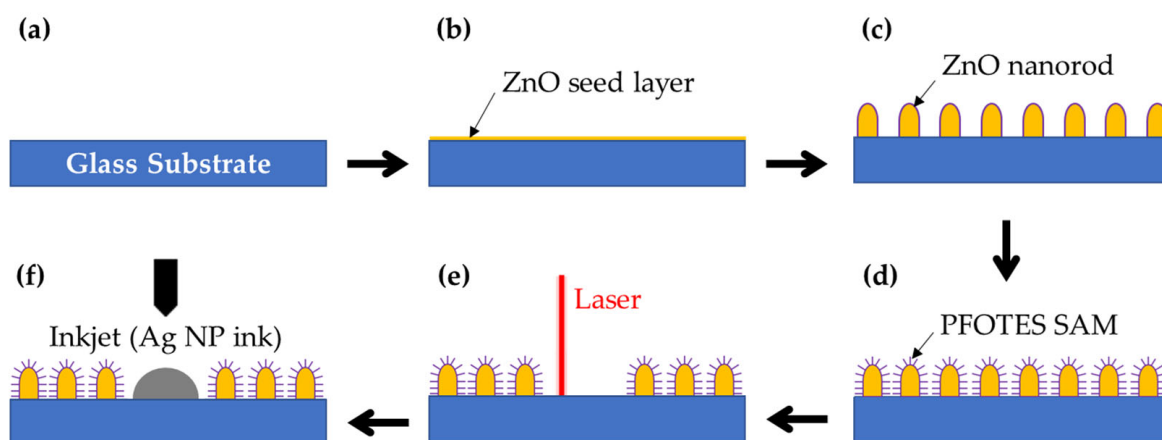 (a)
(b)
(c)
ZnO seed layer
ZnO nanorod
Glass Substrate
(f)
(e)
(d)
Laser
Inkjet (Ag NP ink)
PFOTES SAM